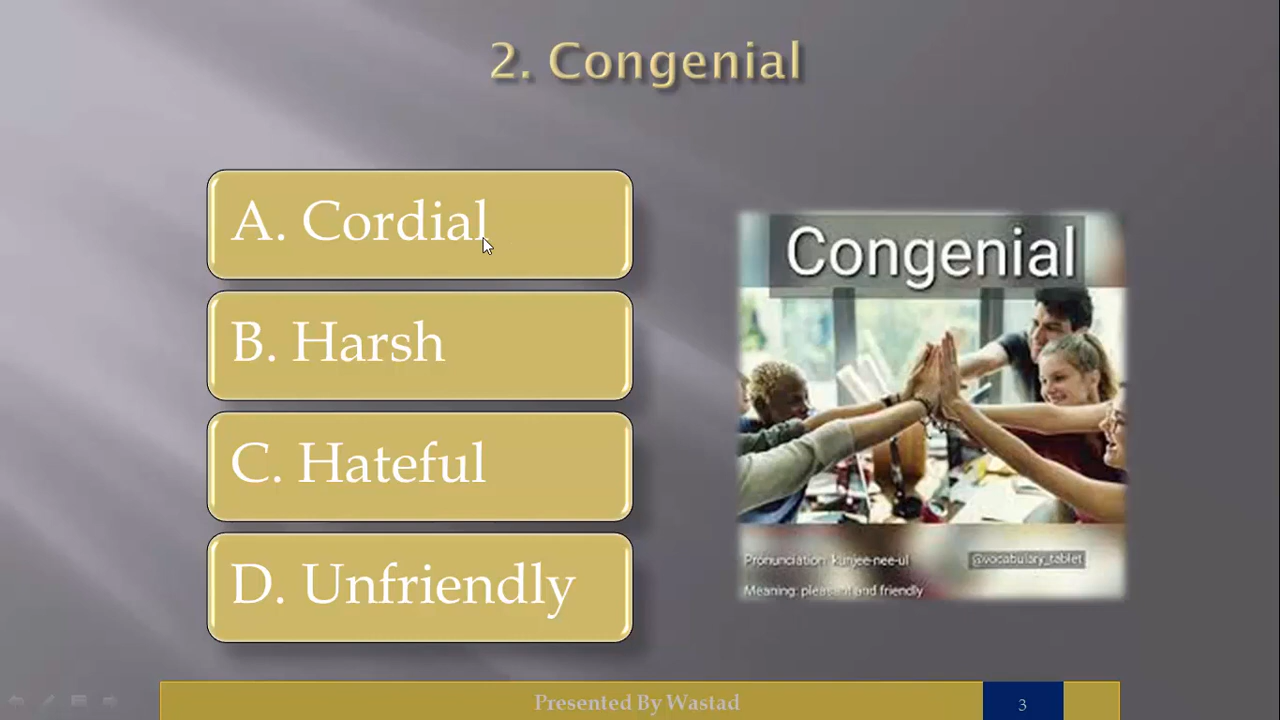 2. Congenial
A. Cordial
B. Harsh
C. Hateful
D. Unfriendly
Congenial
Pronunciation: kunjee-nee-ul
@vocabulary_tablet
Meaning: pleasant and friendly
Presented By Wastad
3